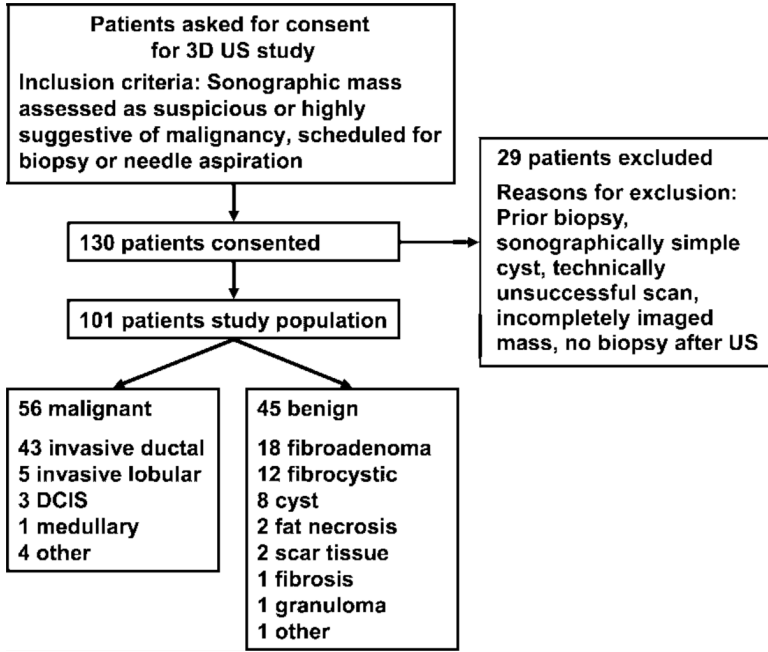 Patients asked for consent
for 3D US study
Inclusion criteria: Sonographic mass
assessed as suspicious or highly
suggestive of malignancy, scheduled for
biopsy or needle aspiration
29 patients excluded
Reasons for exclusion:
Prior biopsy,
sonographically simple
cyst, technically
unsuccessful scan,
incompletely imaged
mass, no biopsy after US
130 patients consented
101 patients study population
56 malignant
43 invasive ductal
5 invasive lobular
3 DCIS
1 medullary
4 other
45 benign
18 fibroadenoma
12 fibrocystic
8 cyst
2 fat necrosis
2 scar tissue
1 fibrosis
1 granuloma
1 other